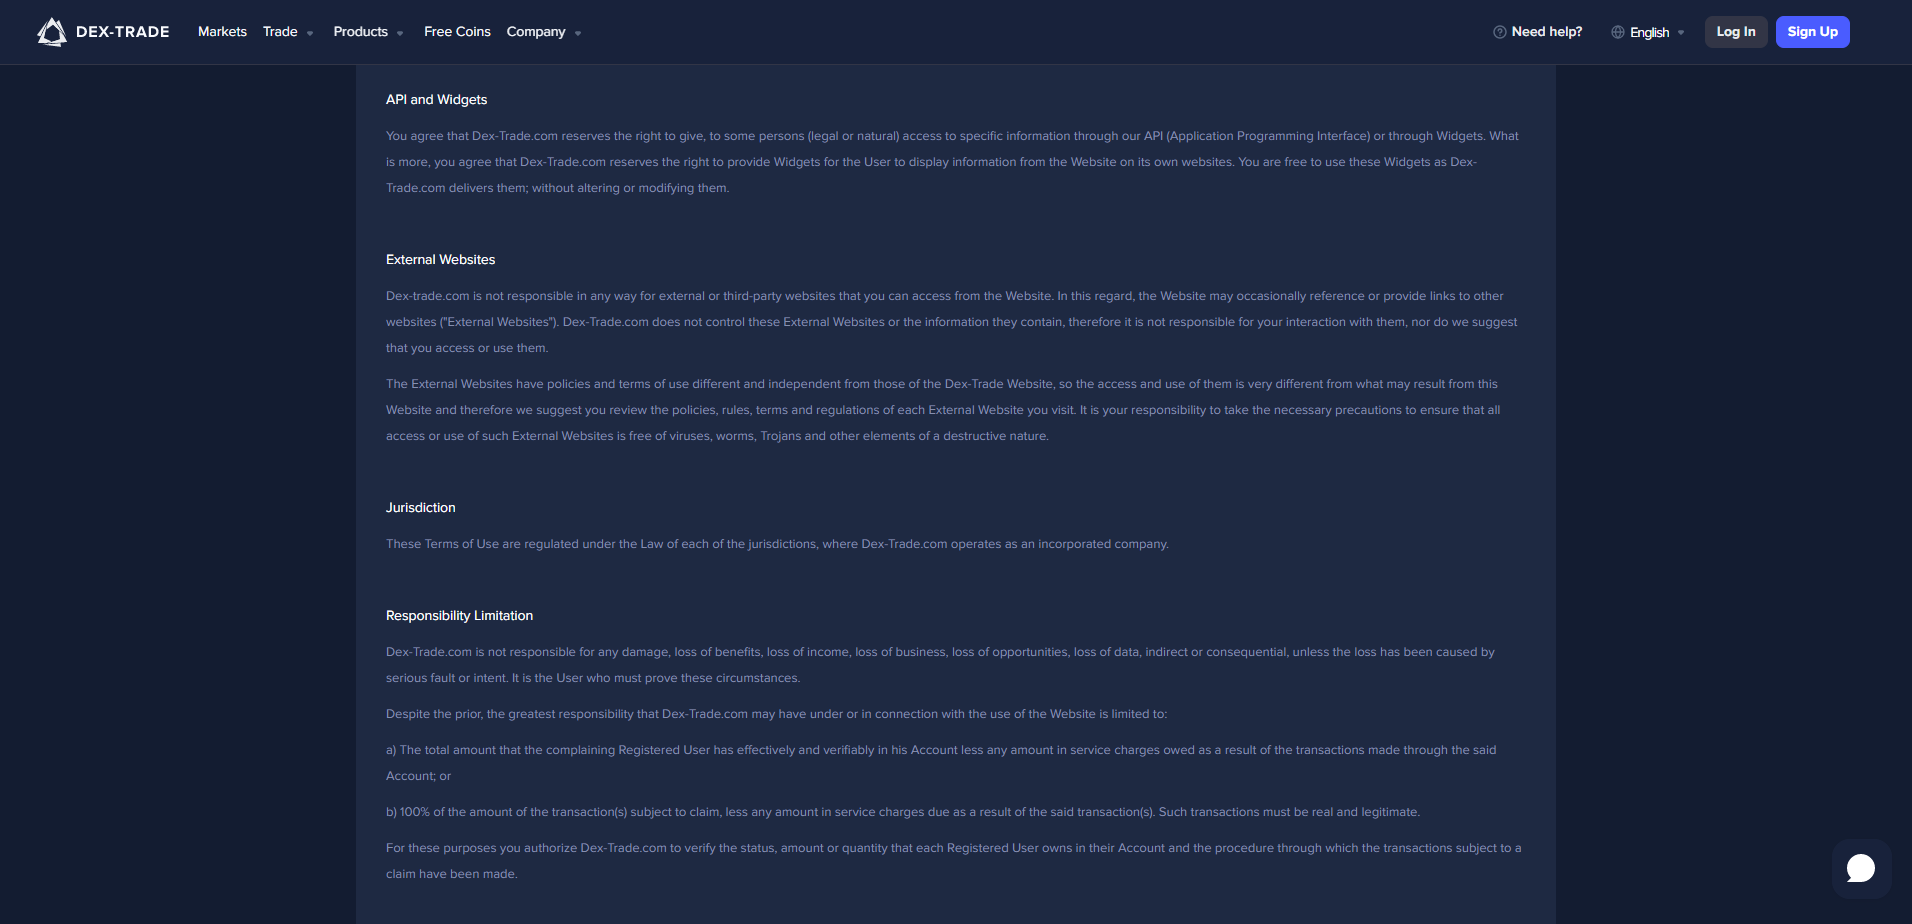 DEX-TRADE Markets Trade Products Free Coins Company Need help? English Log In Sign Up
API and Widgets
You agree that Dex-Trade.com reserves the right to give, to some persons (legal or natural) access to specific information through our API (Application Programming Interface) or through Widgets. What
is more, you agree that Dex-Trade.com reserves the right to provide Widgets for the User to display information from the Website on its own websites. You are free to use these Widgets as Dex-
Trade.com delivers them; without altering or modifying them.
External Websites
Dex-trade.com is not responsible in any way for external or third-party websites that you can access from the Website. In this regard, the Website may occasionally reference or provide links to other
websites ("External Websites"). Dex-Trade.com does not control these External Websites or the information they contain, therefore it is not responsible for your interaction with them, nor do we suggest
that you access or use them.
The External Websites have policies and terms of use different and independent from those of the Dex-Trade Website, so the access and use of them is very different from what may result from this
Website and therefore we suggest you review the policies, rules, terms and regulations of each External Website you visit. It is your responsibility to take the necessary precautions to ensure that all
access or use of such External Websites is free of viruses, worms, Trojans and other elements of a destructive nature.
Jurisdiction
These Terms of Use are regulated under the Law of each of the jurisdictions, where Dex-Trade.com operates as an incorporated company.
Responsibility Limitation
Dex-Trade.com is not responsible for any damage, loss of benefits, loss of income, loss of business, loss of opportunities, loss of data, indirect or consequential, unless the loss has been caused by
serious fault or intent. It is the User who must prove these circumstances.
Despite the prior, the greatest responsibility that Dex-Trade.com may have under or in connection with the use of the Website is limited to:
a) The total amount that the complaining Registered User has effectively and verifiably in his Account less any amount in service charges owed as a result of the transactions made through the said
Account; or
b) 100% of the amount of the transaction(s) subject to claim, less any amount in service charges due as a result of the said transaction(s). Such transactions must be real and legitimate.
For these purposes you authorize Dex-Trade.com to verify the status, amount or quantity that each Registered User owns in their Account and the procedure through which the transactions subject to a
claim have been made.